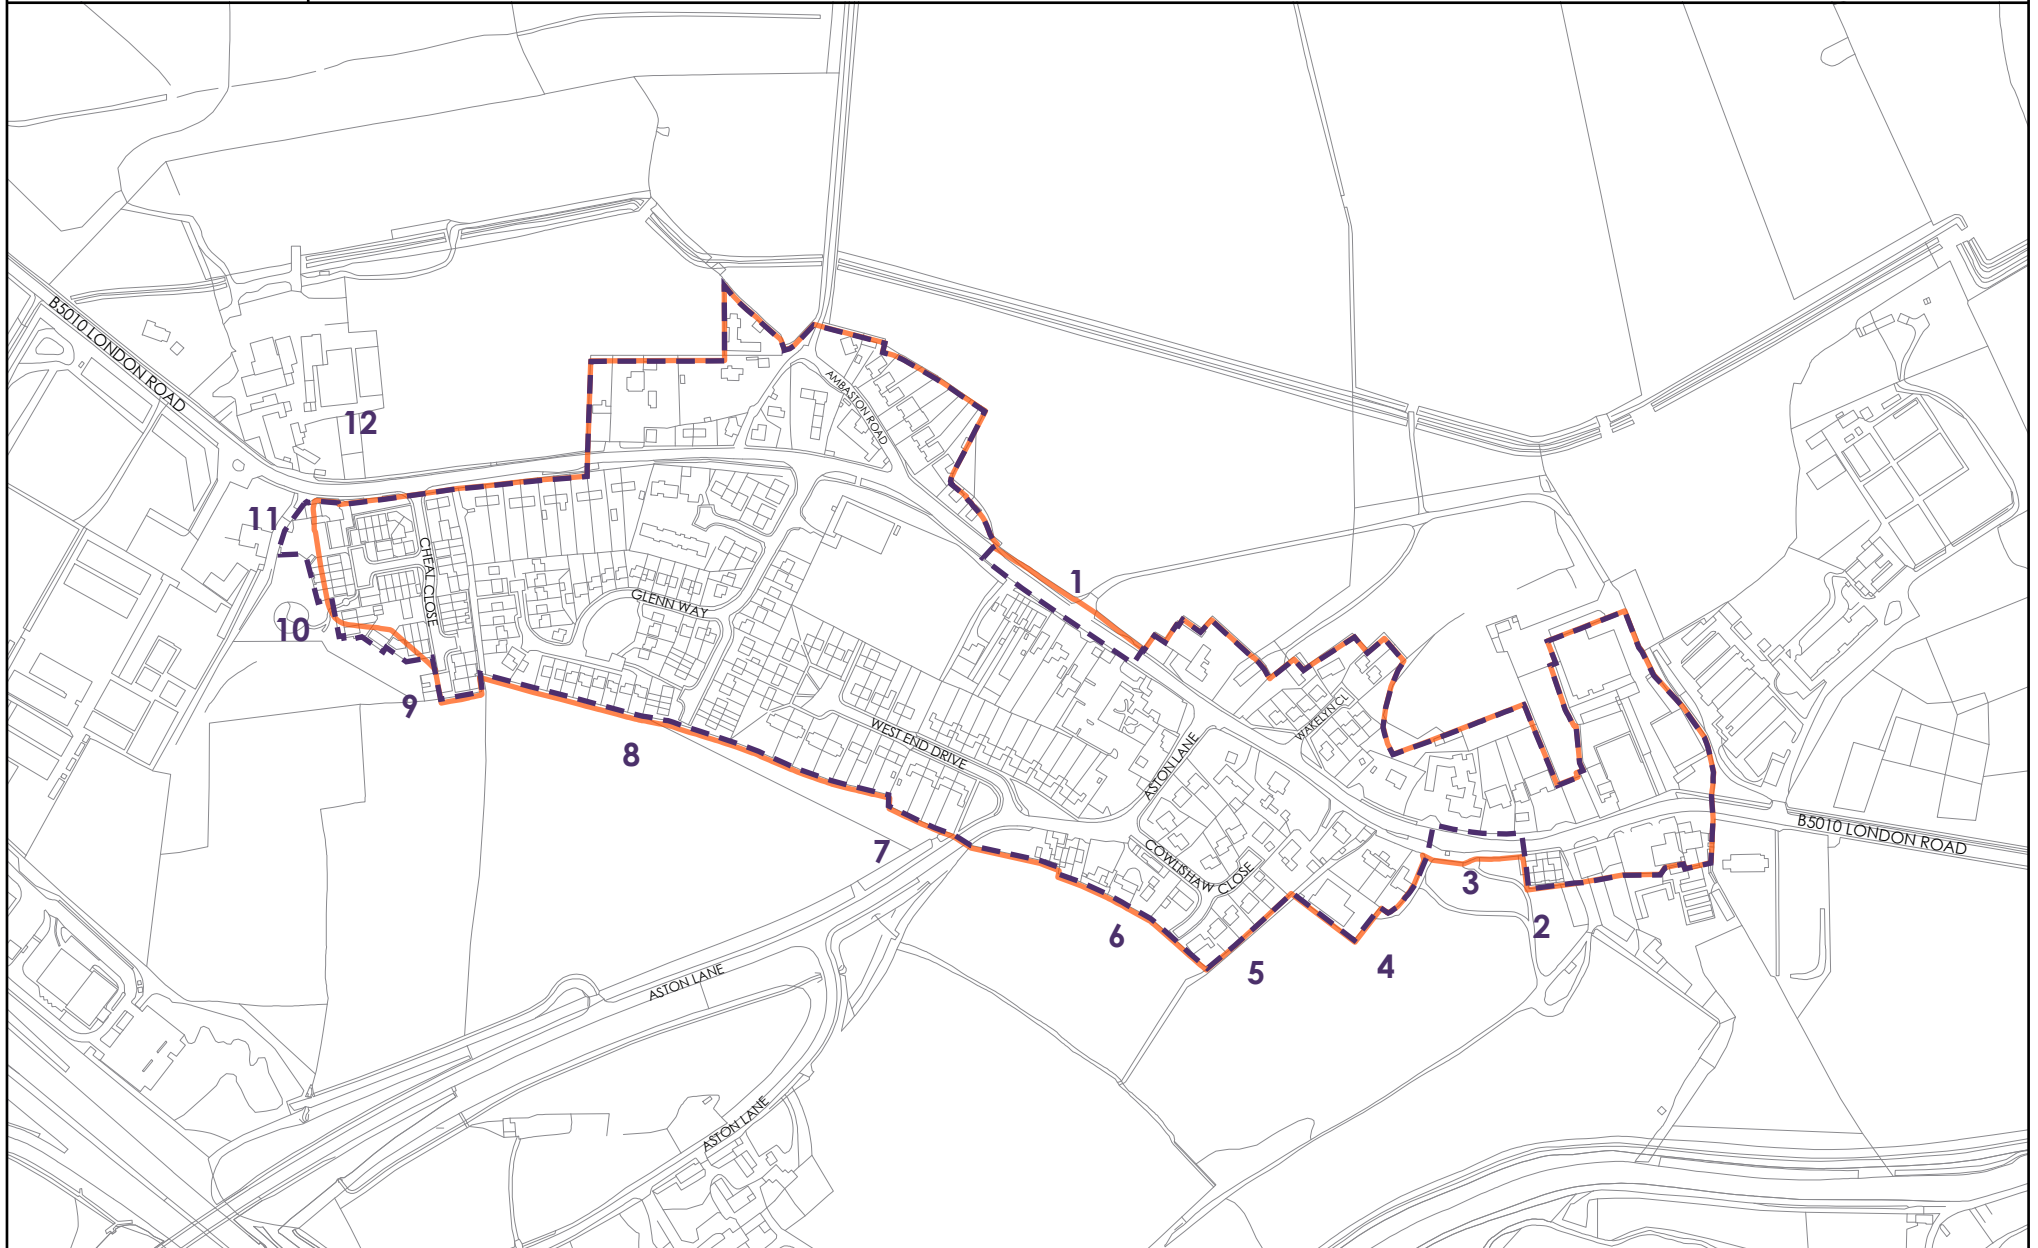 B5010 LONDON ROAD
AMBASTON ROAD
12
11
CHEAL CLOSE
1
GLENN WAY
10
9
WAKELYN CL
8
WEST END DRIVE
ASTON LANE
B5010 LONDON ROAD
7
COWLISHAW CLOSE
3
2
6
5
4
ASTON LANE
ASTON LANE